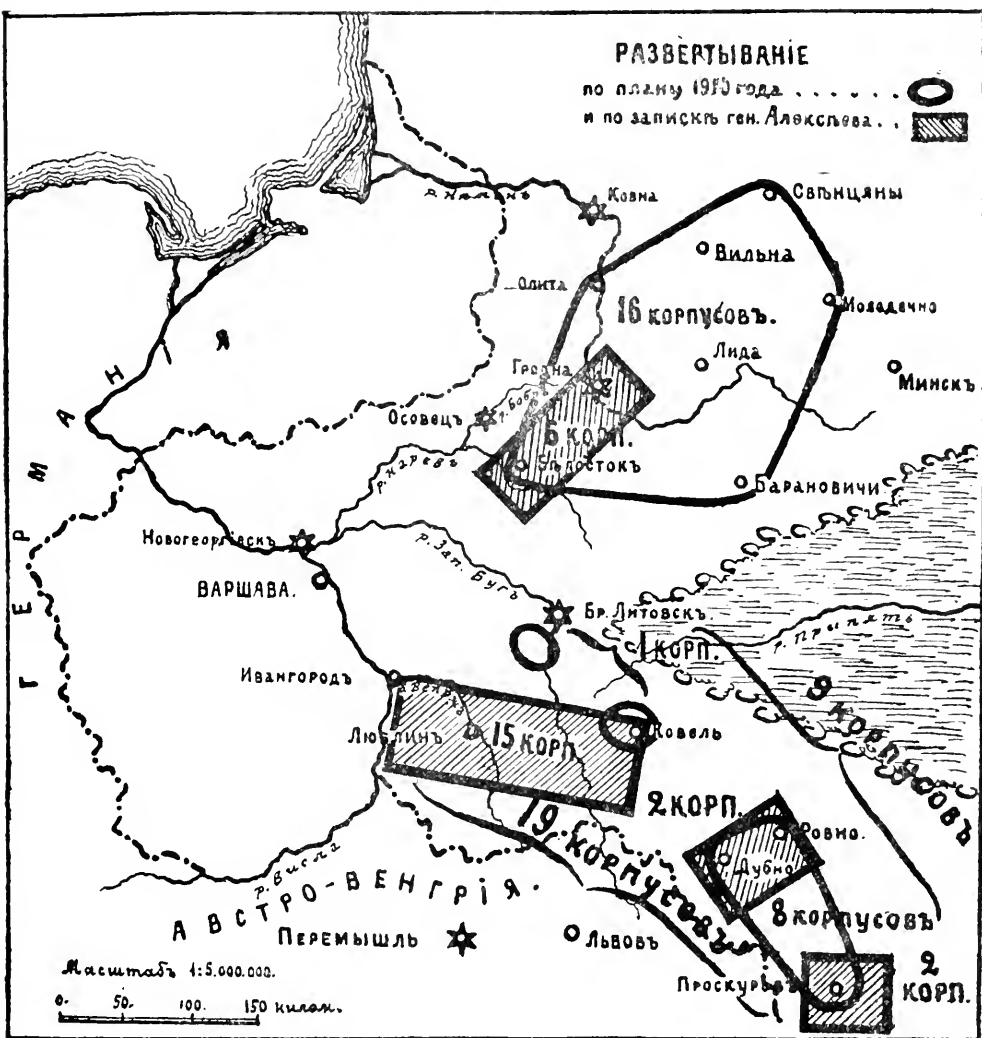 РАЗВЕРТЫВАНІЕ
по плану 1910 года . . . . . .
и по запискѣ ген. Алексѣева. .
р. Нѣманъ
Ковна
Свѣнцяны
Вильна
Олита
Молодечно
16 корпусовъ.
Лида
Минскъ.
Гродна
Осовецъ
р. Бобръ
6 КОРП.
Бѣлостокъ
р. Наревъ
Барановичи
ГЕРМАНІЯ
Новогеоргіевскъ
р. Зап. Бугъ
ВАРШАВА.
Бр. Литовскъ.
р. Припять
1 КОРП.
9 корпусовъ
Ивангородъ
Люблинъ
15 КОРП
Ковель
2 КОРП.
19 корпусовъ
Ровно.
Дубно
р. Висла
АВСТРО-ВЕНГРІЯ.
8 корпусовъ
Перемышль
Львовъ
Проскуровъ
2 КОРП.
Масштабъ 1:5.000.000.
0. 50. 100. 150 килом.